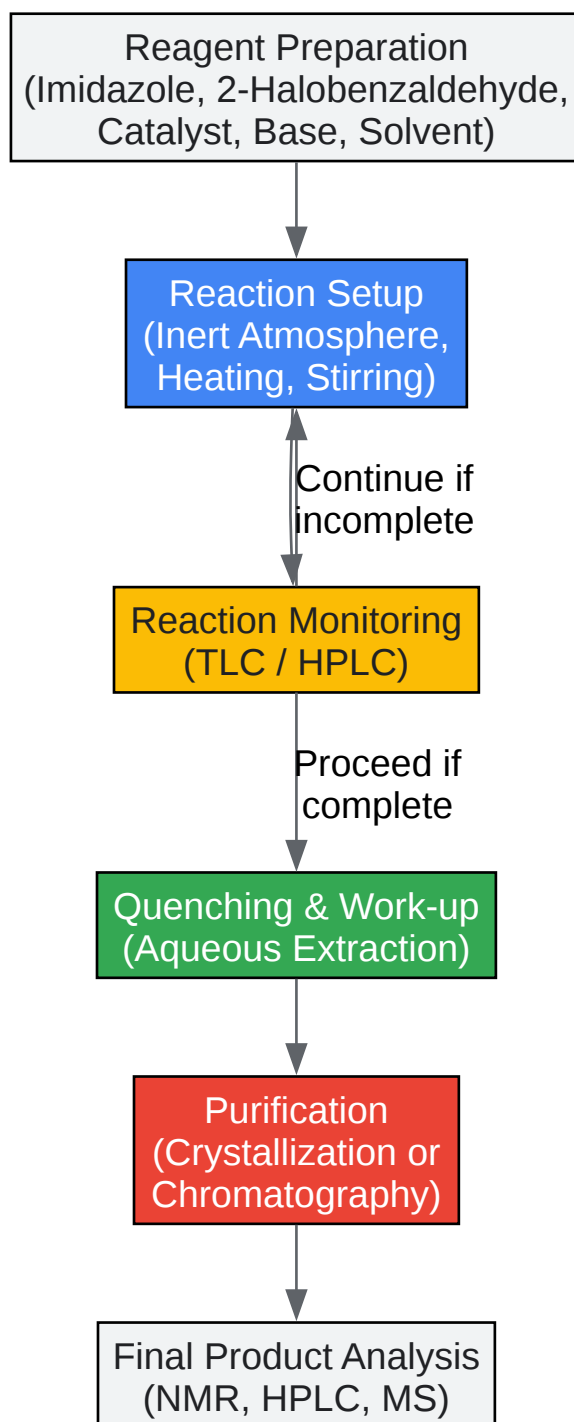 Reagent Preparation
(Imidazole, 2-Halobenzaldehyde,
Catalyst, Base, Solvent)
Reaction Setup
(Inert Atmosphere,
Heating, Stirring)
Continue if
incomplete
Reaction Monitoring
(TLC / HPLC)
Proceed if
complete
Quenching & Work-up
(Aqueous Extraction)
Purification
(Crystallization or
Chromatography)
Final Product Analysis
(NMR, HPLC, MS)